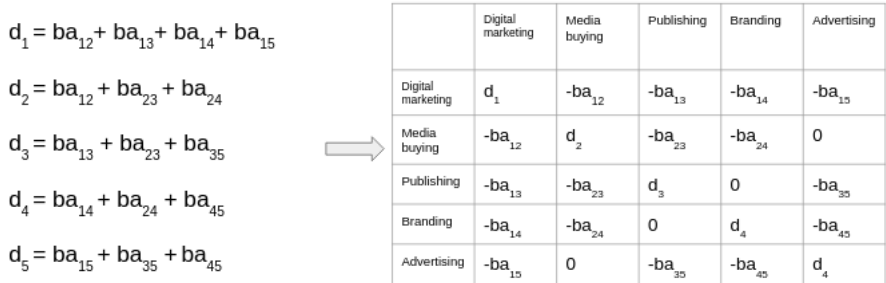 d1 = ba12+ ba13+ ba14+ ba15
d2 = ba12 + ba23 + ba24
d3 = ba13 + ba23 + ba35
d4 = ba14 + ba24 + ba45
d5 = ba15 + ba35 +ba45
Digital marketing Media buying Publishing Branding Advertising
Digital marketing d1 -ba12 -ba13 -ba14 -ba15
Media buying -ba12 d2 -ba23 -ba24 0
Publishing -ba13 -ba23 d3 0 -ba35
Branding -ba14 -ba24 0 d4 -ba45
Advertising -ba15 0 -ba35 -ba45 d4